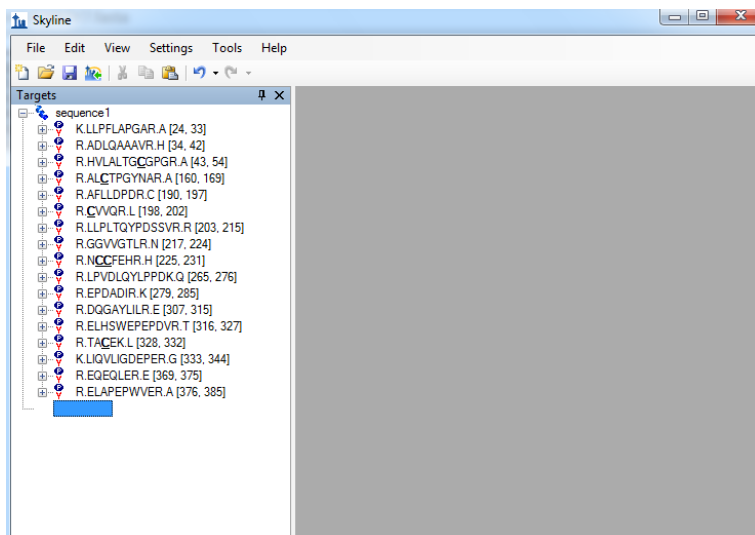 Skyline
File Edit View Settings Tools Help
Targets
sequence1
K.LLPFLAPGAR.A [24, 33]
R.ADLQAAAVR.H [34, 42]
R.HVLALTGCGPGR.A [43, 54]
R.ALCTPGYNAR.A [160, 169]
R.AFLLDPDR.C [190, 197]
R.CVVQR.L [198, 202]
R.LLPLTQYPDSSVR.R [203, 215]
R.GGVVGTLR.N [217, 224]
R.NCCFEHR.H [225, 231]
R.LPVDLQYLPPDK.Q [265, 276]
R.EPDADIR.K [279, 285]
R.DQGAYLILR.E [307, 315]
R.ELHSWEPEPDVR.T [316, 327]
R.TACEK.L [328, 332]
K.LIQVLIGDEPER.G [333, 344]
R.EQEQLER.E [369, 375]
R.ELAPEPWVER.A [376, 385]